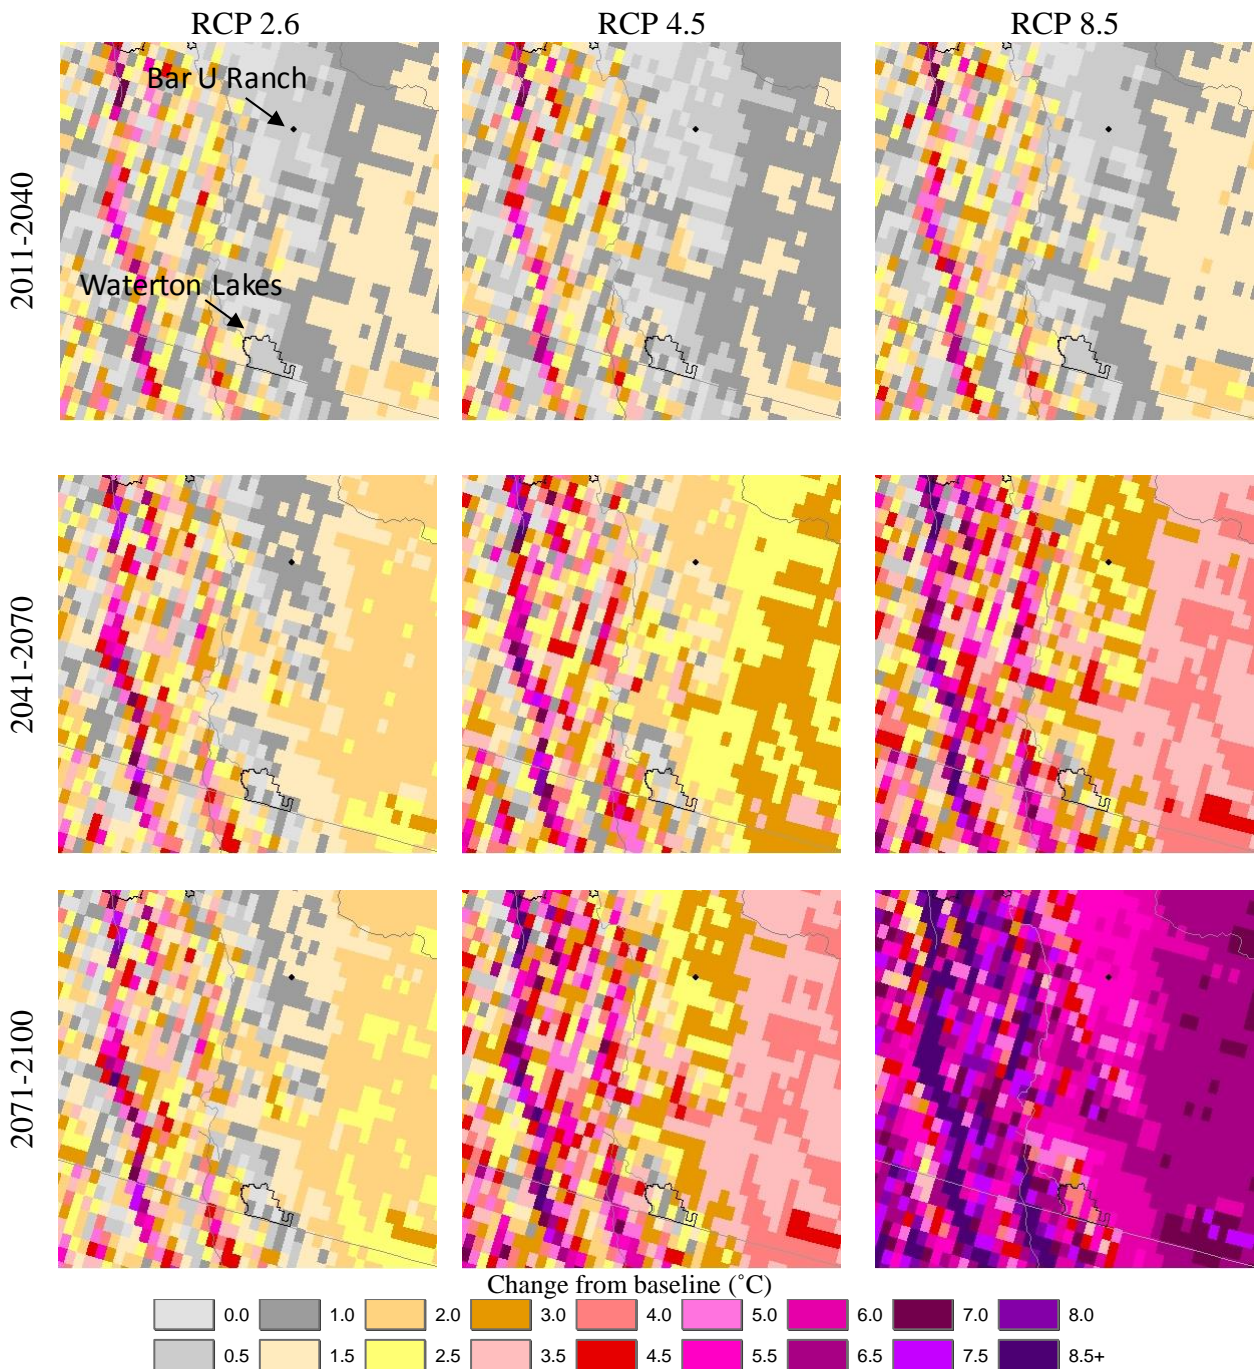 RCP 2.6 RCP 4.5 RCP 8.5
2011-2040
Bar U Ranch
Waterton Lakes
2041-2070
2071-2100
Change from baseline (˚C)
0.0 1.0 2.0 3.0 4.0 5.0 6.0 7.0 8.0
0.5 1.5 2.5 3.5 4.5 5.5 6.5 7.5 8.5+